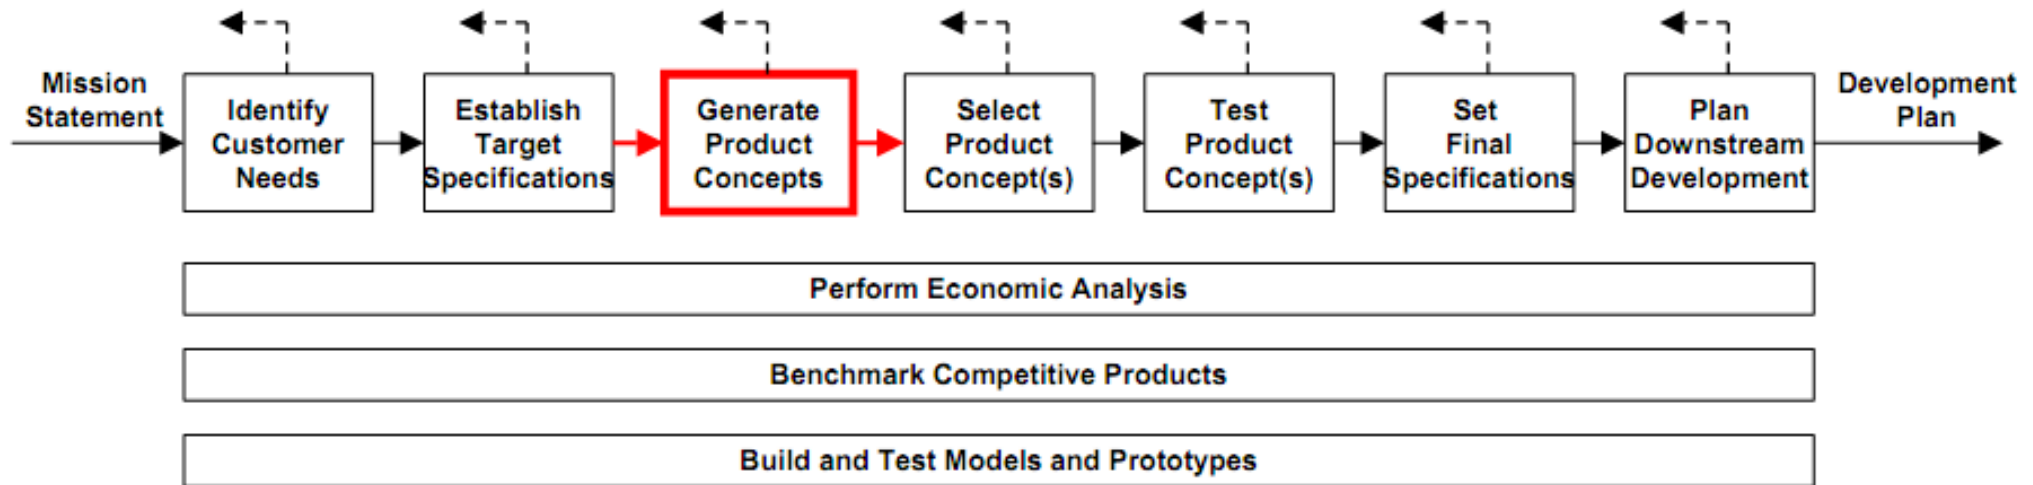 Mission
Statement
Identify
Customer
Needs
Establish
Target
Specifications
Generate
Product
Concepts
Select
Product
Concept(s)
Test
Product
Concept(s)
Set
Final
Specifications
Plan
Downstream
Development
Development
Plan
Perform Economic Analysis
Benchmark Competitive Products
Build and Test Models and Prototypes